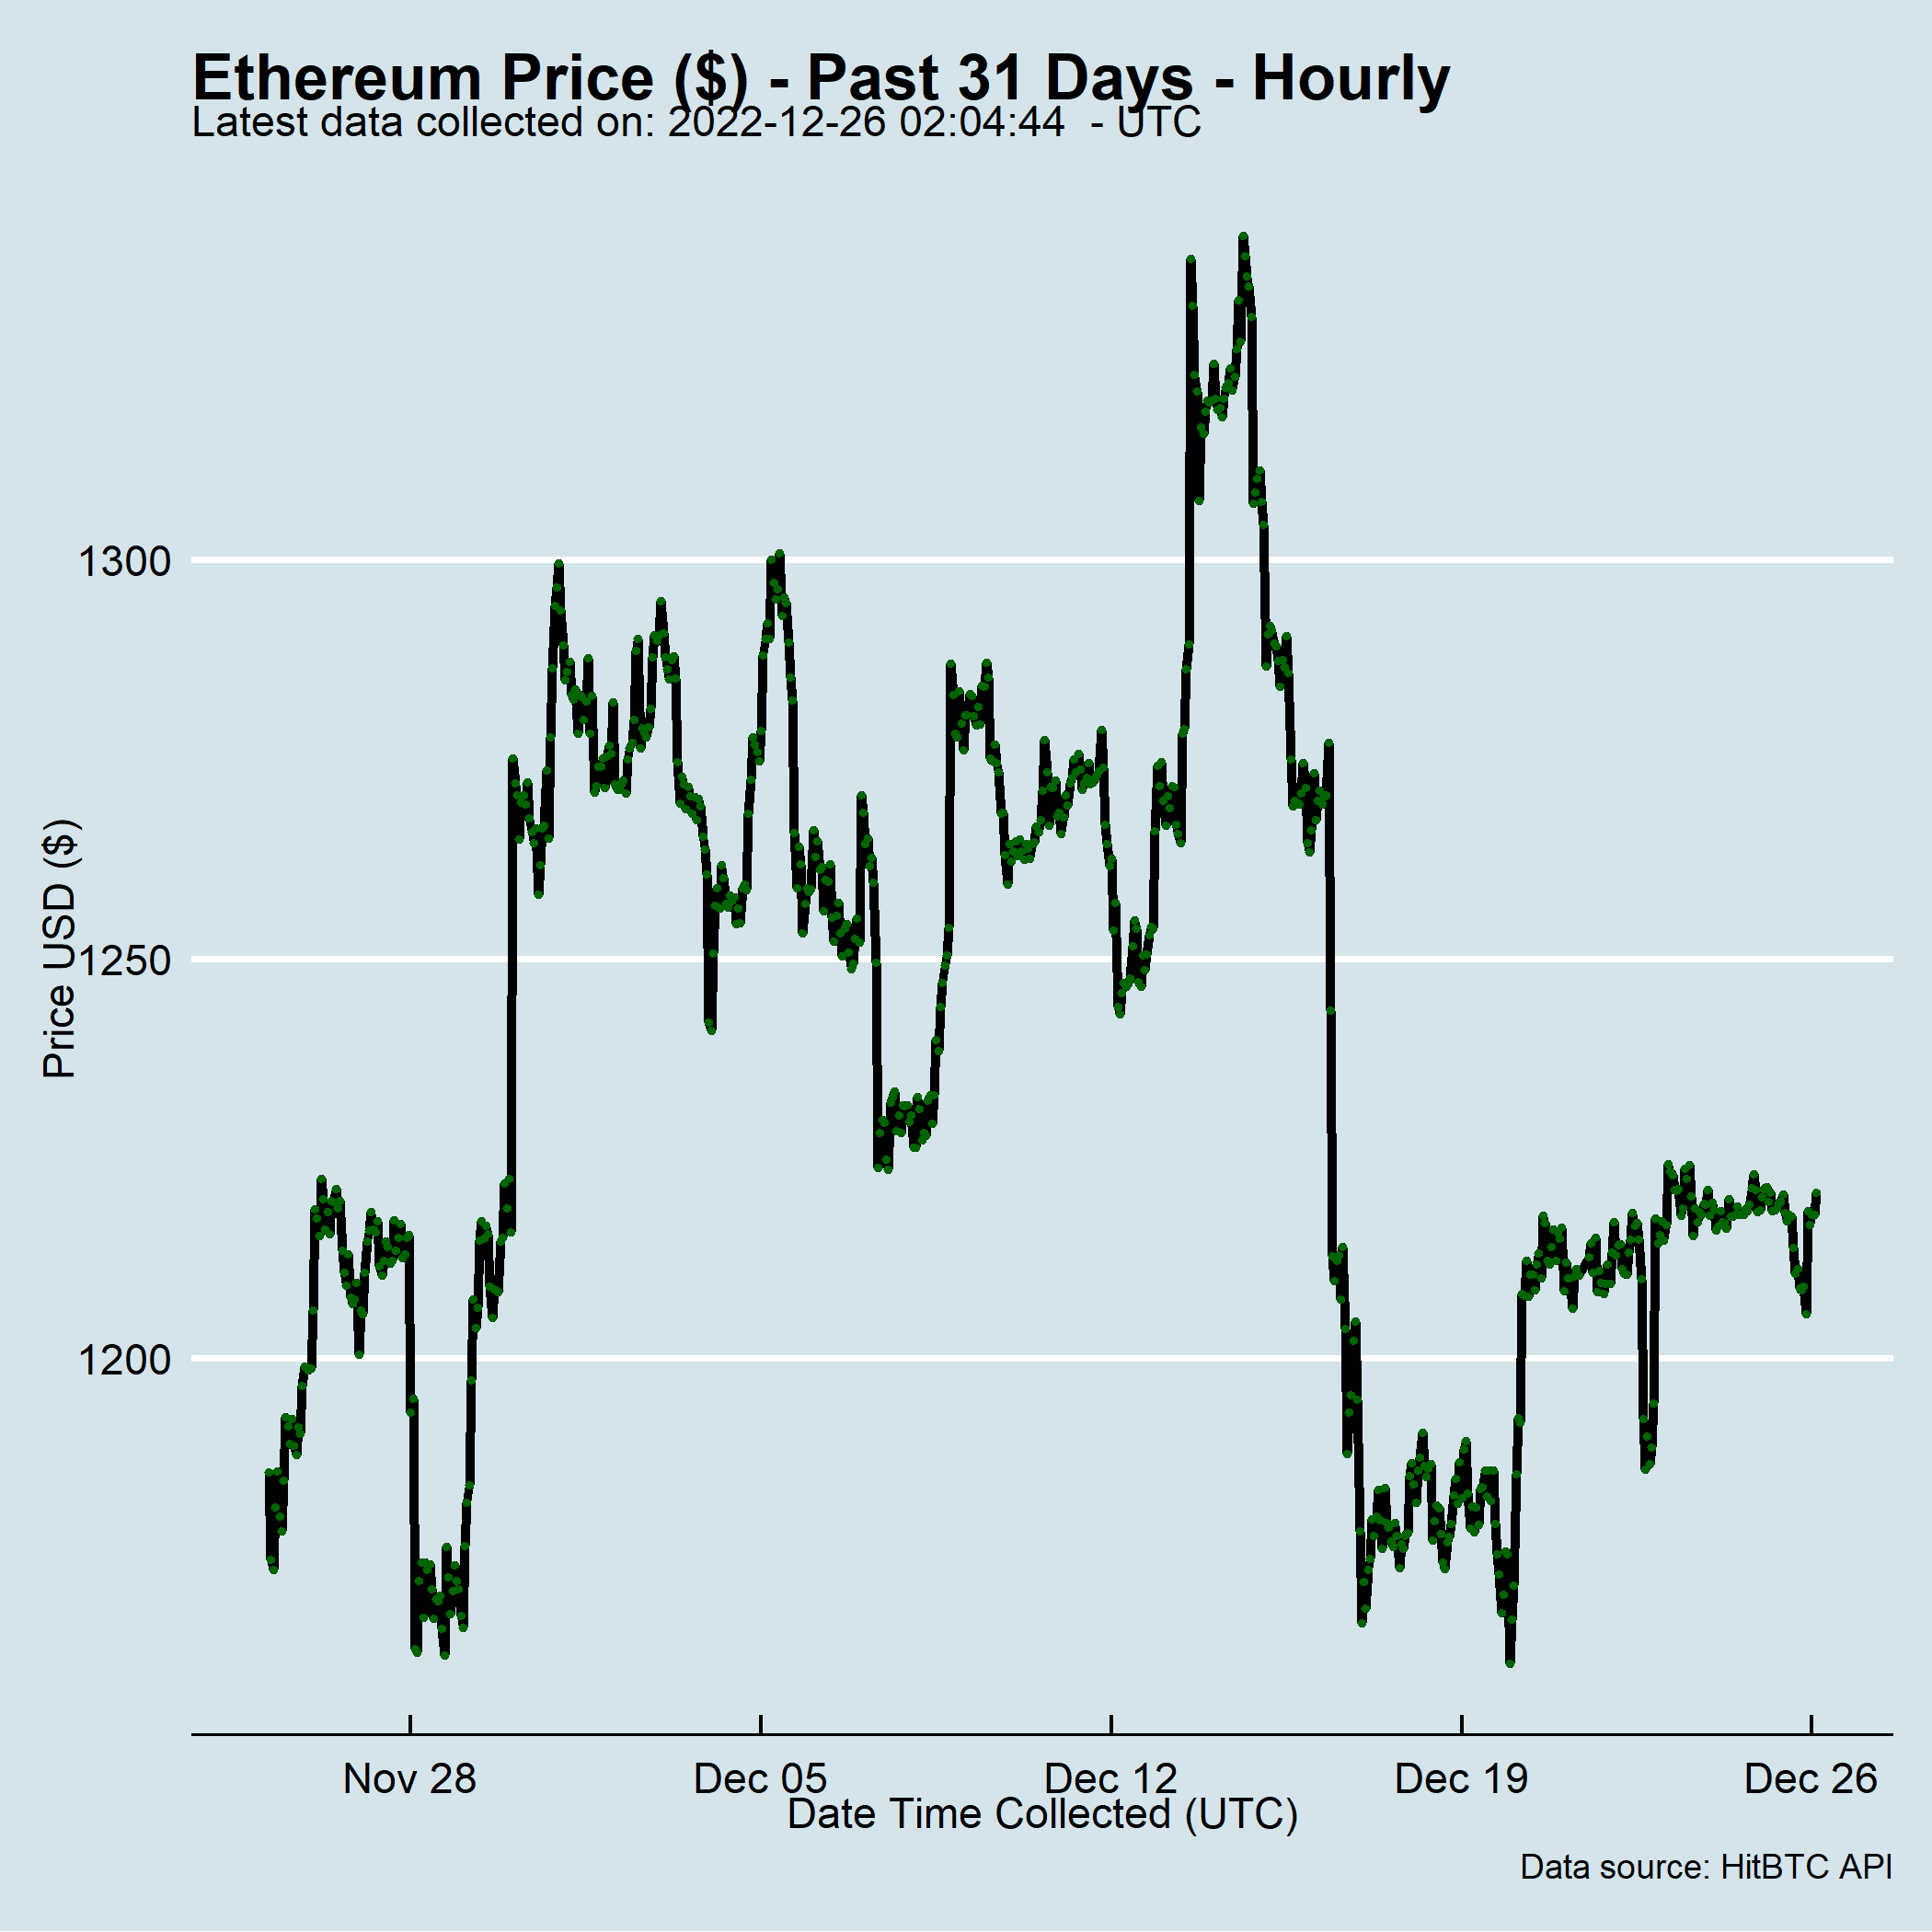 Ethereum Price ($) - Past 31 Days - Hourly
Latest data collected on: 2022-12-26 02:04:44  - UTC
1300
1250
1200
Price USD ($)
Nov 28
Dec 05
Dec 12
Dec 19
Dec 26
Date Time Collected (UTC)
Data source: HitBTC API